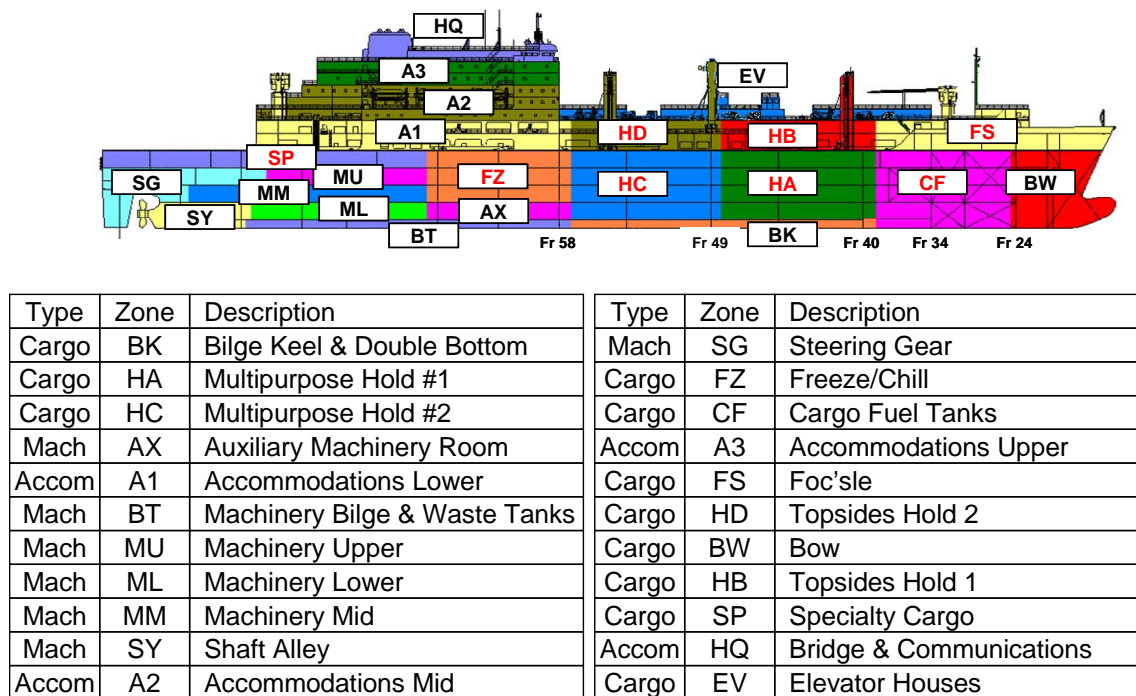 HQ
A3
EV
A2
A1
HD
HB
FS
SP
SG
MU
FZ
HC
HA
CF
BW
MM
ML
AX
SY
BT
BK
Fr 58
Fr 49
Fr 40
Fr 34
Fr 24
Type Zone Description
Cargo BK Bilge Keel & Double Bottom
Cargo HA Multipurpose Hold #1
Cargo HC Multipurpose Hold #2
Mach AX Auxiliary Machinery Room
Accom A1 Accommodations Lower
Mach BT Machinery Bilge & Waste Tanks
Mach MU Machinery Upper
Mach ML Machinery Lower
Mach MM Machinery Mid
Mach SY Shaft Alley
Accom A2 Accommodations Mid
Type Zone Description
Mach SG Steering Gear
Cargo FZ Freeze/Chill
Cargo CF Cargo Fuel Tanks
Accom A3 Accommodations Upper
Cargo FS Foc'sle
Cargo HD Topsides Hold 2
Cargo BW Bow
Cargo HB Topsides Hold 1
Cargo SP Specialty Cargo
Accom HQ Bridge & Communications
Cargo EV Elevator Houses